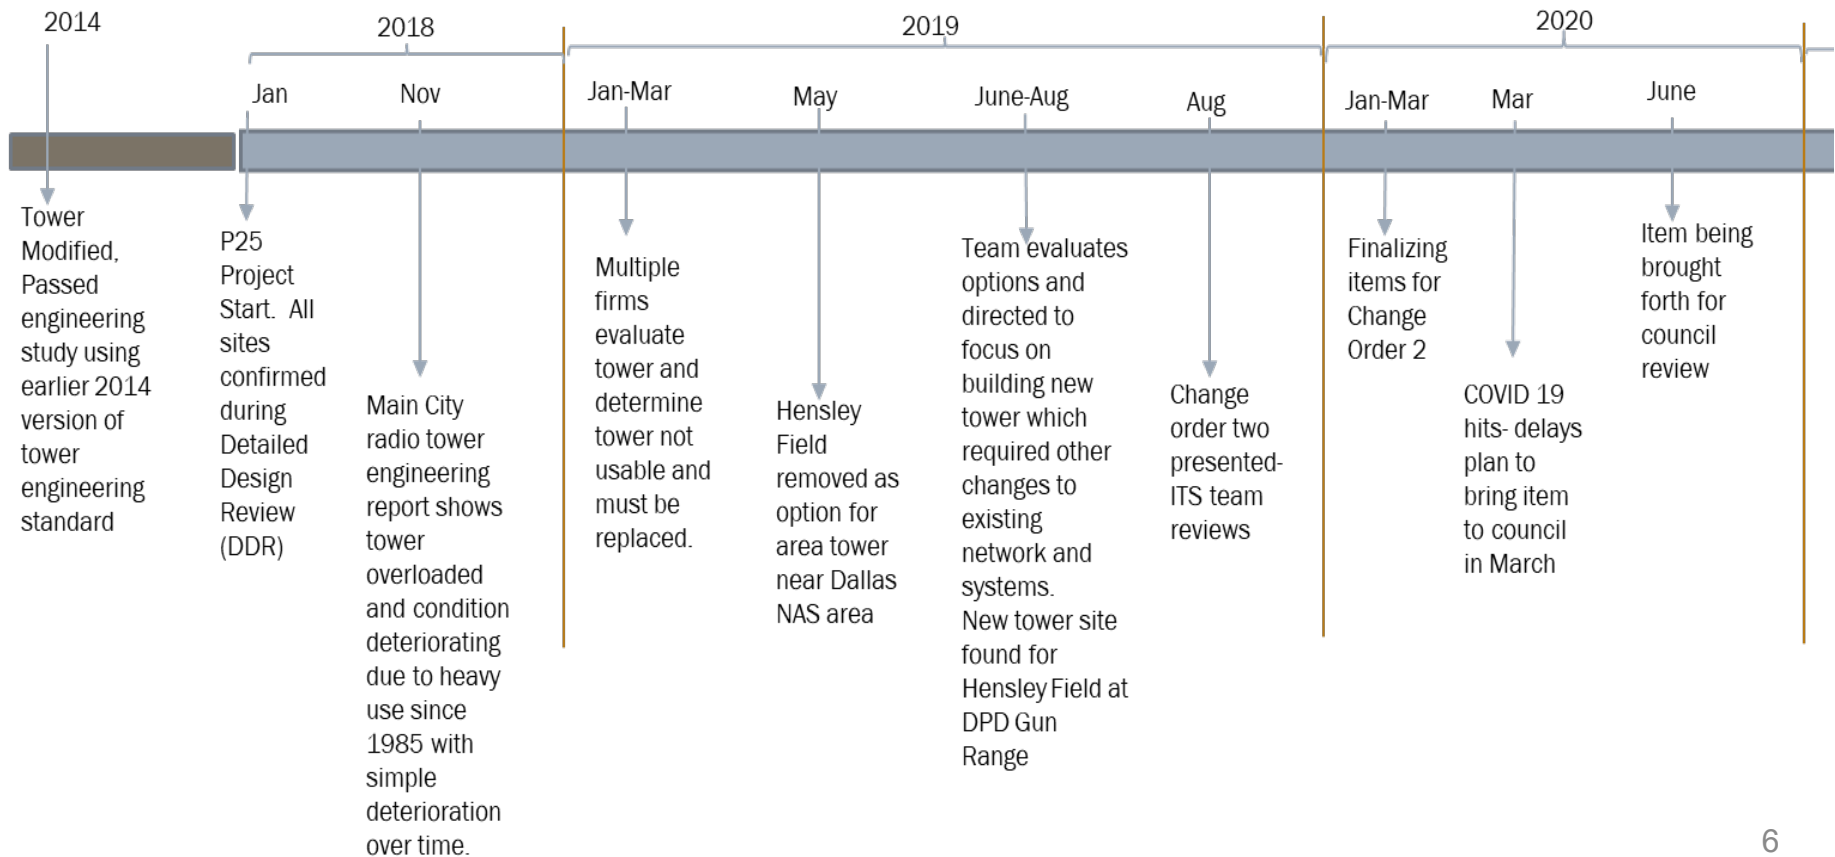 2014
2018
2019
2020
Jan
Nov
Jan-Mar
May
June-Aug
Aug
Jan-Mar
Mar
June
Tower
Modified,
Passed
engineering
study using
earlier 2014
version of
tower
engineering
standard
P25
Project
Start.  All
sites
confirmed
during
Detailed
Design
Review
(DDR)
Main City
radio tower
engineering
report shows
tower
overloaded
and condition
deteriorating
due to heavy
use since
1985 with
simple
deterioration
over time.
Multiple
firms
evaluate
tower and
determine
tower not
usable and
must be
replaced.
Hensley
Field
removed as
option for
area tower
near Dallas
NAS area
Team evaluates
options and
directed to
focus on
building new
tower which
required other
changes to
existing
network and
systems.
New tower site
found for
Hensley Field at
DPD Gun
Range
Change
order two
presented-
ITS team
reviews
Finalizing
items for
Change
Order 2
COVID 19
hits- delays
plan to
bring item
to council
in March
Item being
brought
forth for
council
review
6